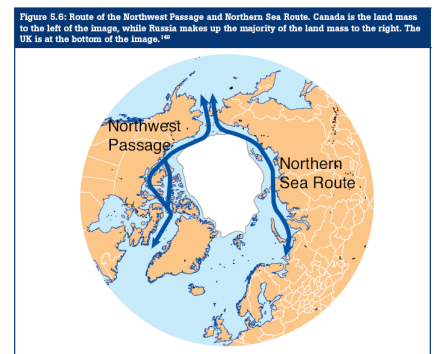 Figure 5.6: Route of the Northwest Passage and Northern Sea Route. Canada is the land mass
to the left of the image, while Russia makes up the majority of the land mass to the right. The
UK is at the bottom of the image.¹⁴⁹
Northwest
Passage
Northern
Sea Route